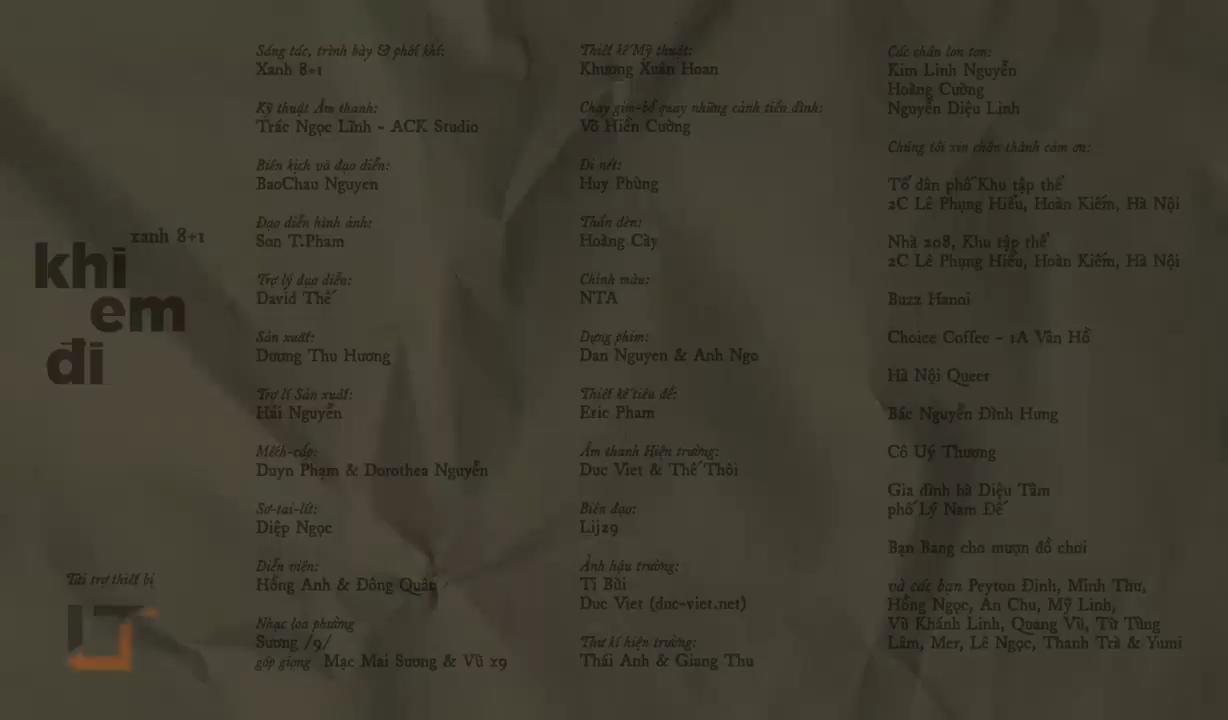 xanh 8+1
khi
em
đi
Tài trợ thiết bị
Sáng tác, trình bày & phối khí:
Xanh 8+1
Kỹ thuật Âm thanh:
Trác Ngọc Lĩnh - ACK Studio
Biên kịch và đạo diễn:
BaoChau Nguyen
Đạo diễn hình ảnh:
Son T.Pham
Trợ lý đạo diễn:
David Thế
Sản xuất:
Dương Thu Hương
Trợ lí Sản xuất:
Hải Nguyễn
Mếch-cấp:
Duyn Phạm & Dorothea Nguyễn
Sơ-tai-lít:
Diệp Ngọc
Diễn viên:
Hồng Anh & Đông Quân
Nhạc loa phường
Sương /9/
góp giọng Mạc Mai Sương & Vũ x9
Thiết kế Mỹ thuật:
Khương Xuân Hoan
Chạy gim-bồ quay những cảnh tiền đình:
Võ Hiền Cường
Đi nét:
Huy Phùng
Thần đèn:
Hoàng Cầy
Chỉnh màu:
NTA
Dựng phim:
Dan Nguyen & Anh Ngo
Thiết kế tiêu đề:
Eric Pham
Âm thanh Hiện trường:
Duc Viet & Thế Thôi
Biên đạo:
Lij29
Ảnh hậu trường:
Ti Bùi
Duc Viet (duc-viet.net)
Thư kí hiện trường:
Thái Anh & Giang Thu
Các chân lon ton:
Kim Linh Nguyễn
Hoàng Cường
Nguyễn Diệu Linh
Chúng tôi xin chân thành cảm ơn:
Tổ dân phố Khu tập thể
2C Lê Phụng Hiểu, Hoàn Kiếm, Hà Nội
Nhà 208, Khu tập thể
2C Lê Phụng Hiểu, Hoàn Kiếm, Hà Nội
Buzz Hanoi
Choice Coffee - 1A Vân Hồ
Hà Nội Queer
Bác Nguyễn Đình Hưng
Cô Uý Thương
Gia đình bà Diệu Tâm
phố Lý Nam Đế
Bạn Bang cho mượn đồ chơi
và các bạn Peyton Đinh, Minh Thư,
Hồng Ngọc, An Chu, Mỹ Linh,
Vũ Khánh Linh, Quang Vũ, Từ Tùng
Lâm, Mer, Lê Ngọc, Thanh Trà & Yumi